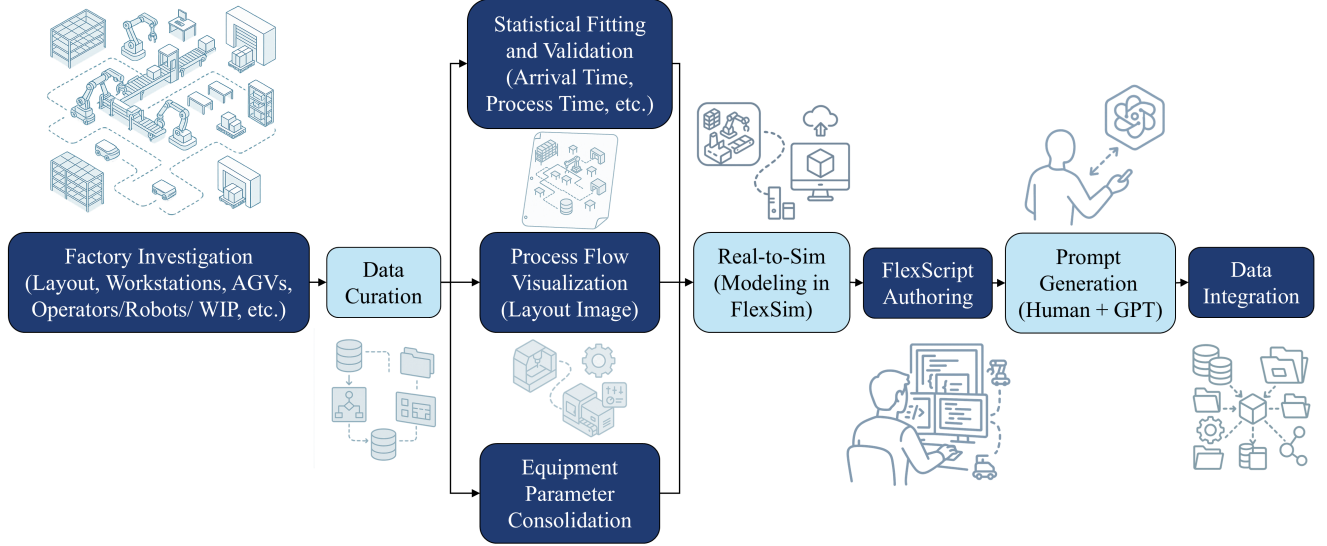 Factory Investigation
(Layout, Workstations, AGVs,
Operators/Robots/ WIP, etc.)
Data
Curation
Statistical Fitting
and Validation
(Arrival Time,
Process Time, etc.)
Process Flow
Visualization
(Layout Image)
Equipment
Parameter
Consolidation
Real-to-Sim
(Modeling in
FlexSim)
FlexScript
Authoring
Prompt
Generation
(Human + GPT)
Data
Integration